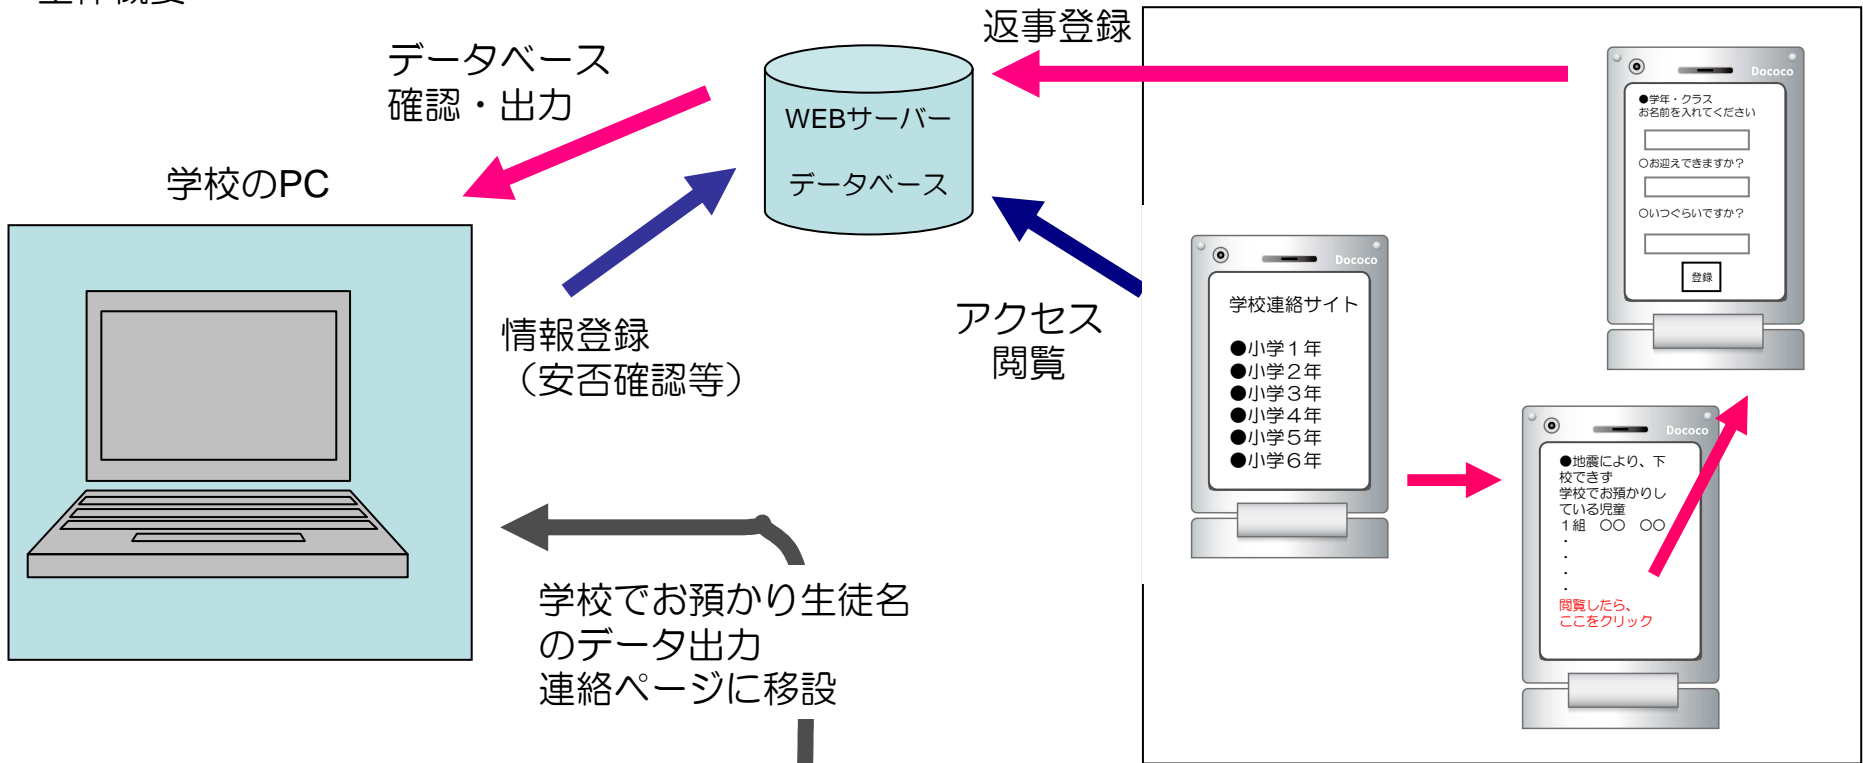 データベース
確認・出力
学校のPC
WEBサーバー
データベース
返事登録
情報登録
（安否確認等）
アクセス
閲覧
学校でお預かり生徒名
のデータ出力
連絡ページに移設
Dococo
学校連絡サイト
●小学１年
●小学２年
●小学３年
●小学４年
●小学５年
●小学６年
Dococo
●地震により、下
校できず
学校でお預かりし
ている児童
１組　〇〇　〇〇
・
・
・
・
閲覧したら、
ここをクリック
Dococo
●学年・クラス
お名前を入れてください
〇お迎えできますか？
〇いつぐらいですか？
登録